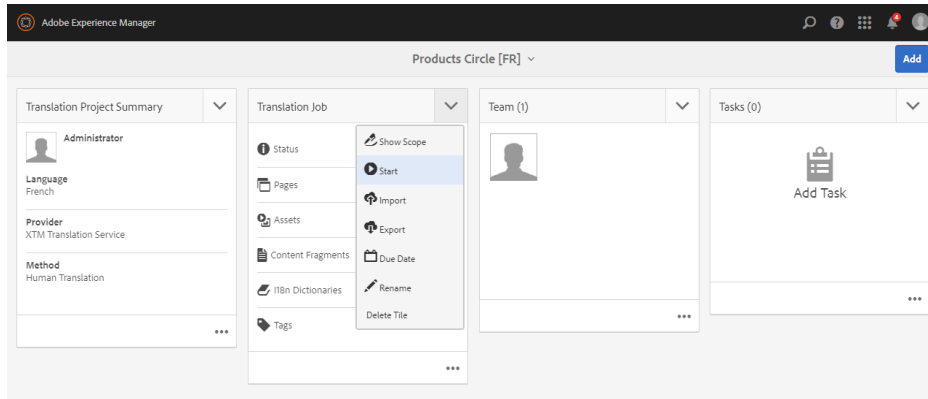 Adobe Experience Manager
4
Products Circle [FR]
Add
Translation Project Summary
Administrator
Language
French
Provider
XTM Translation Service
Method
Human Translation
Translation Job
Status
Pages
Assets
Content Fragments
I18n Dictionaries
Tags
Show Scope
Start
Import
Export
Due Date
Rename
Delete Tile
Team (1)
Tasks (0)
Add Task